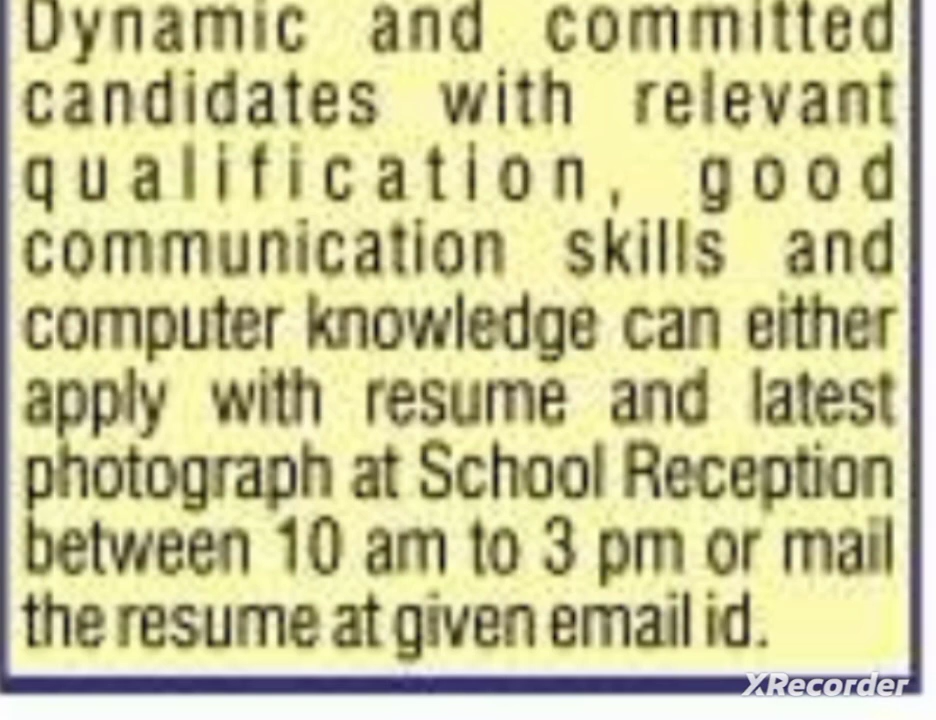 Dynamic and committed
candidates with relevant
qualification, good
communication skills and
computer knowledge can either
apply with resume and latest
photograph at School Reception
between 10 am to 3 pm or mail
the resume at given email id.
XRecorder